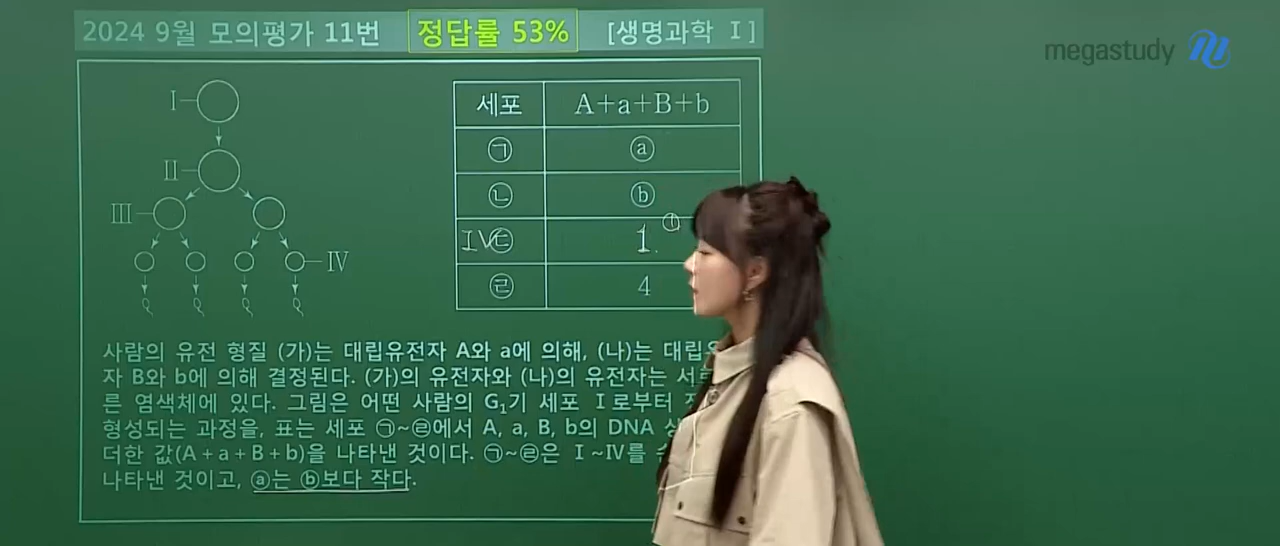 2024 9월 모의평가 11번 정답률 53% [생명과학 Ⅰ]
megastudy
Ⅰ
Ⅱ
Ⅲ
Ⅳ
세포 A+a+B+b
㉠ ⓐ
㉡ ⓑ
①
Ⅳ ㉢ 1
㉣ 4
사람의 유전 형질 (가)는 대립유전자 A와 a에 의해, (나)는
자 B와 b에 의해 결정된다. (가)의 유전자와 (나)의 유전자는
른 염색체에 있다. 그림은 어떤 사람의 G₁기 세포 Ⅰ로부터
형성되는 과정을, 표는 세포 ㉠~㉣에서 A, a, B, b의 DNA
더한 값(A+a+B+b)을 나타낸 것이다. ㉠~㉣은 Ⅰ~Ⅳ를
나타낸 것이고, ⓐ는 ⓑ보다 작다.